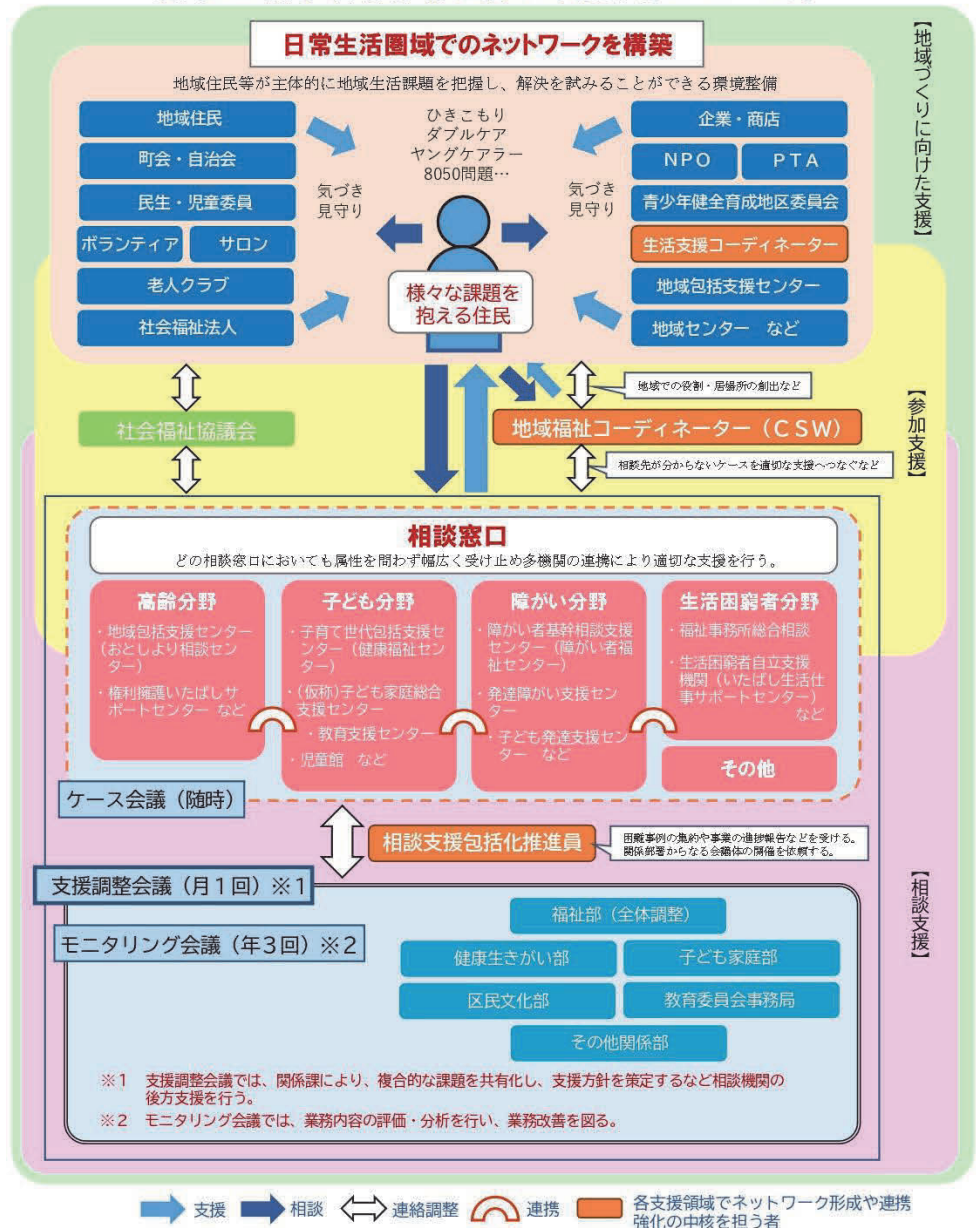 日常生活圏域でのネットワークを構築
地域住民等が主体的に地域生活課題を把握し、解決を試みることができる環境整備
地域住民
町会・自治会
民生・児童委員
ボランティア
サロン
老人クラブ
社会福祉法人
気づき
見守り
ひきこもり
ダブルケア
ヤングケアラー
8050問題…
気づき
見守り
様々な課題を
抱える住民
企業・商店
NPO
PTA
青少年健全育成地区委員会
生活支援コーディネーター
地域包括支援センター
地域センター など
【地域づくりに向けた支援】
地域での役割・居場所の創出など
社会福祉協議会
地域福祉コーディネーター(CSW)
相談先が分からないケースを適切な支援へつなぐなど
【参加支援】
相談窓口
どの相談窓口においても属性を問わず幅広く受け止め多機関の連携により適切な支援を行う。
高齢分野
・地域包括支援センター
(おとしより相談セン
ター)
・権利擁護いたばしサ
ポートセンター など
子ども分野
・子育て世代包括支援セ
ンター(健康福祉セン
ター)
・(仮称)子ども家庭総合
支援センター
・教育支援センター
・児童館 など
障がい分野
・障がい者基幹相談支援
センター(障がい者福
祉センター)
・発達障がい支援セン
ター
・子ども発達支援セン
ター など
生活困窮者分野
・福祉事務所総合相談
・生活困窮者自立支援
機関(いたばし生活仕
事サポートセンター)
など
その他
ケース会議(随時)
相談支援包括化推進員
困難事例の集約や事業の進捗報告などを受ける。
関係部署からなる会議体の開催を依頼する。
支援調整会議(月1回)※1
モニタリング会議(年3回)※2
福祉部(全体調整)
健康生きがい部
子ども家庭部
区民文化部
教育委員会事務局
その他関係部
【相談支援】
※1 支援調整会議では、関係課により、複合的な課題を共有化し、支援方針を策定するなど相談機関の
後方支援を行う。
※2 モニタリング会議では、業務内容の評価・分析を行い、業務改善を図る。
支援
相談
連絡調整
連携
各支援領域でネットワーク形成や連携
強化の中核を担う者